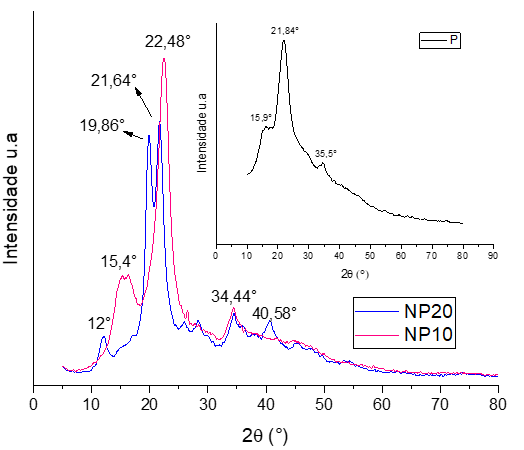 22,48°
21,64°
19,86°
15,4°
12°
34,44°
40,58°
Intensidade u.a
0 10 20 30 40 50 60 70 80
2θ (°)
NP20
NP10
21,84°
15,9°
35,5°
P
Intensidade u.a
0 10 20 30 40 50 60 70 80 90
2θ (°)